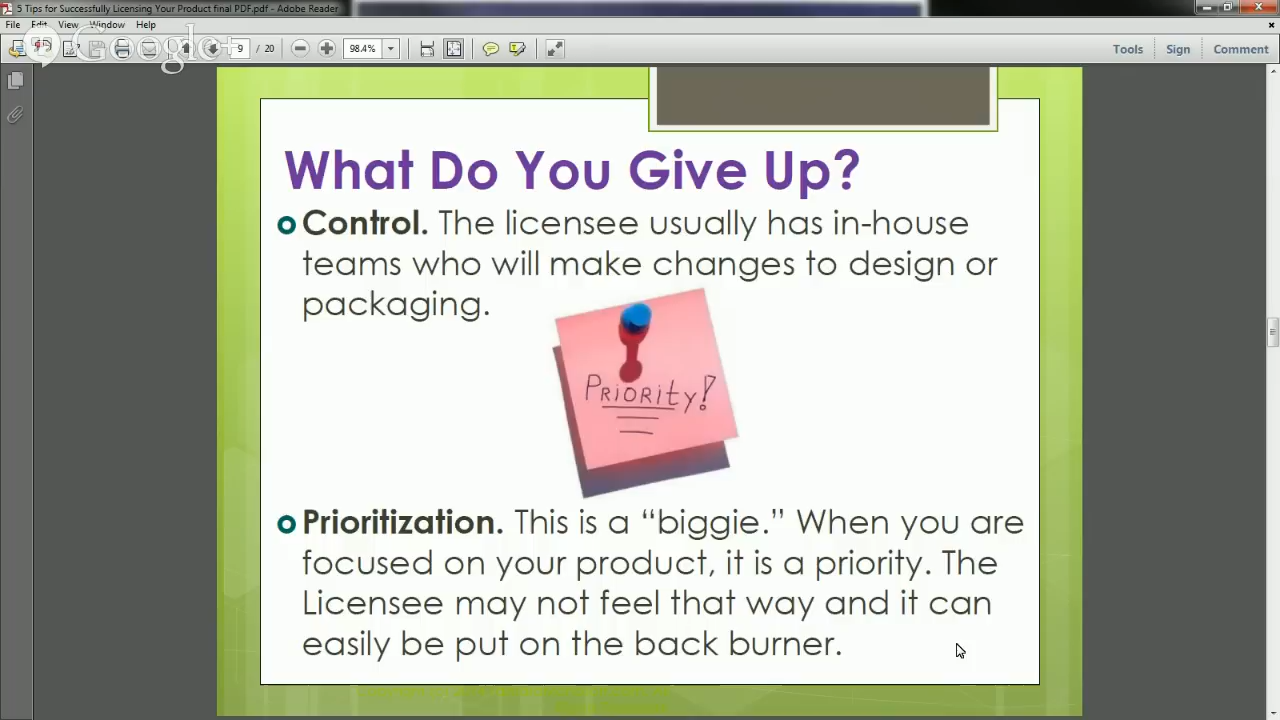 5 Tips for Successfully Licensing Your Product final PDF.pdf - Adobe Reader
File Edit View Window Help
Google+
9 / 20 98.4% Tools Sign Comment
What Do You Give Up?
Control. The licensee usually has in-house
teams who will make changes to design or
packaging.
PRIORITY!
Prioritization. This is a “biggie.” When you are
focused on your product, it is a priority. The
Licensee may not feel that way and it can
easily be put on the back burner.